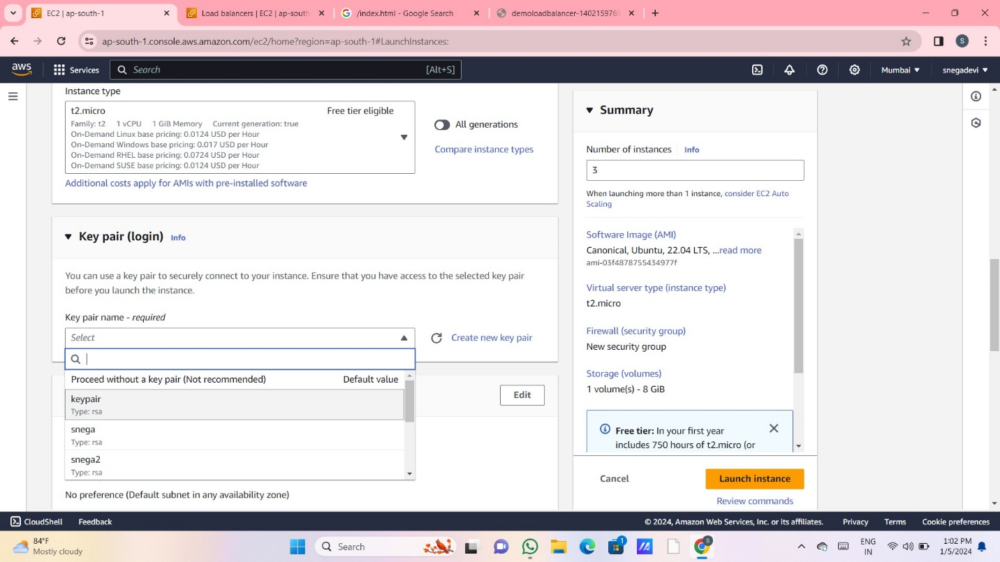 EC2 | ap-south-1
Load balancers | EC2 | ap-south
/index.html - Google Search
demoloadbalancer-1402159769
ap-south-1.console.aws.amazon.com/ec2/home?region=ap-south-1#LaunchInstances:
S
aws
Services
Search
[Alt+S]
Mumbai
snegadevi
Instance type
t2.micro
Free tier eligible
Family: t2 1 vCPU 1 GiB Memory Current generation: true
On-Demand Linux base pricing: 0.0124 USD per Hour
On-Demand Windows base pricing: 0.017 USD per Hour
On-Demand RHEL base pricing: 0.0724 USD per Hour
On-Demand SUSE base pricing: 0.0124 USD per Hour
All generations
Compare instance types
Additional costs apply for AMIs with pre-installed software
Key pair (login) Info
You can use a key pair to securely connect to your instance. Ensure that you have access to the selected key pair
before you launch the instance.
Key pair name - required
Select
Create new key pair
Proceed without a key pair (Not recommended)
Default value
keypair
Type: rsa
snega
Type: rsa
snega2
Type: rsa
Edit
No preference (Default subnet in any availability zone)
Summary
Number of instances Info
3
When launching more than 1 instance, consider EC2 Auto
Scaling
Software Image (AMI)
Canonical, Ubuntu, 22.04 LTS, ...read more
ami-03f4878755434977f
Virtual server type (instance type)
t2.micro
Firewall (security group)
New security group
Storage (volumes)
1 volume(s) - 8 GiB
Free tier: In your first year
includes 750 hours of t2.micro (or
Cancel
Launch instance
Review commands
CloudShell
Feedback
© 2024, Amazon Web Services, Inc. or its affiliates.
Privacy
Terms
Cookie preferences
84°F
Mostly cloudy
Search
1
S
ENG
IN
1:02 PM
1/5/2024